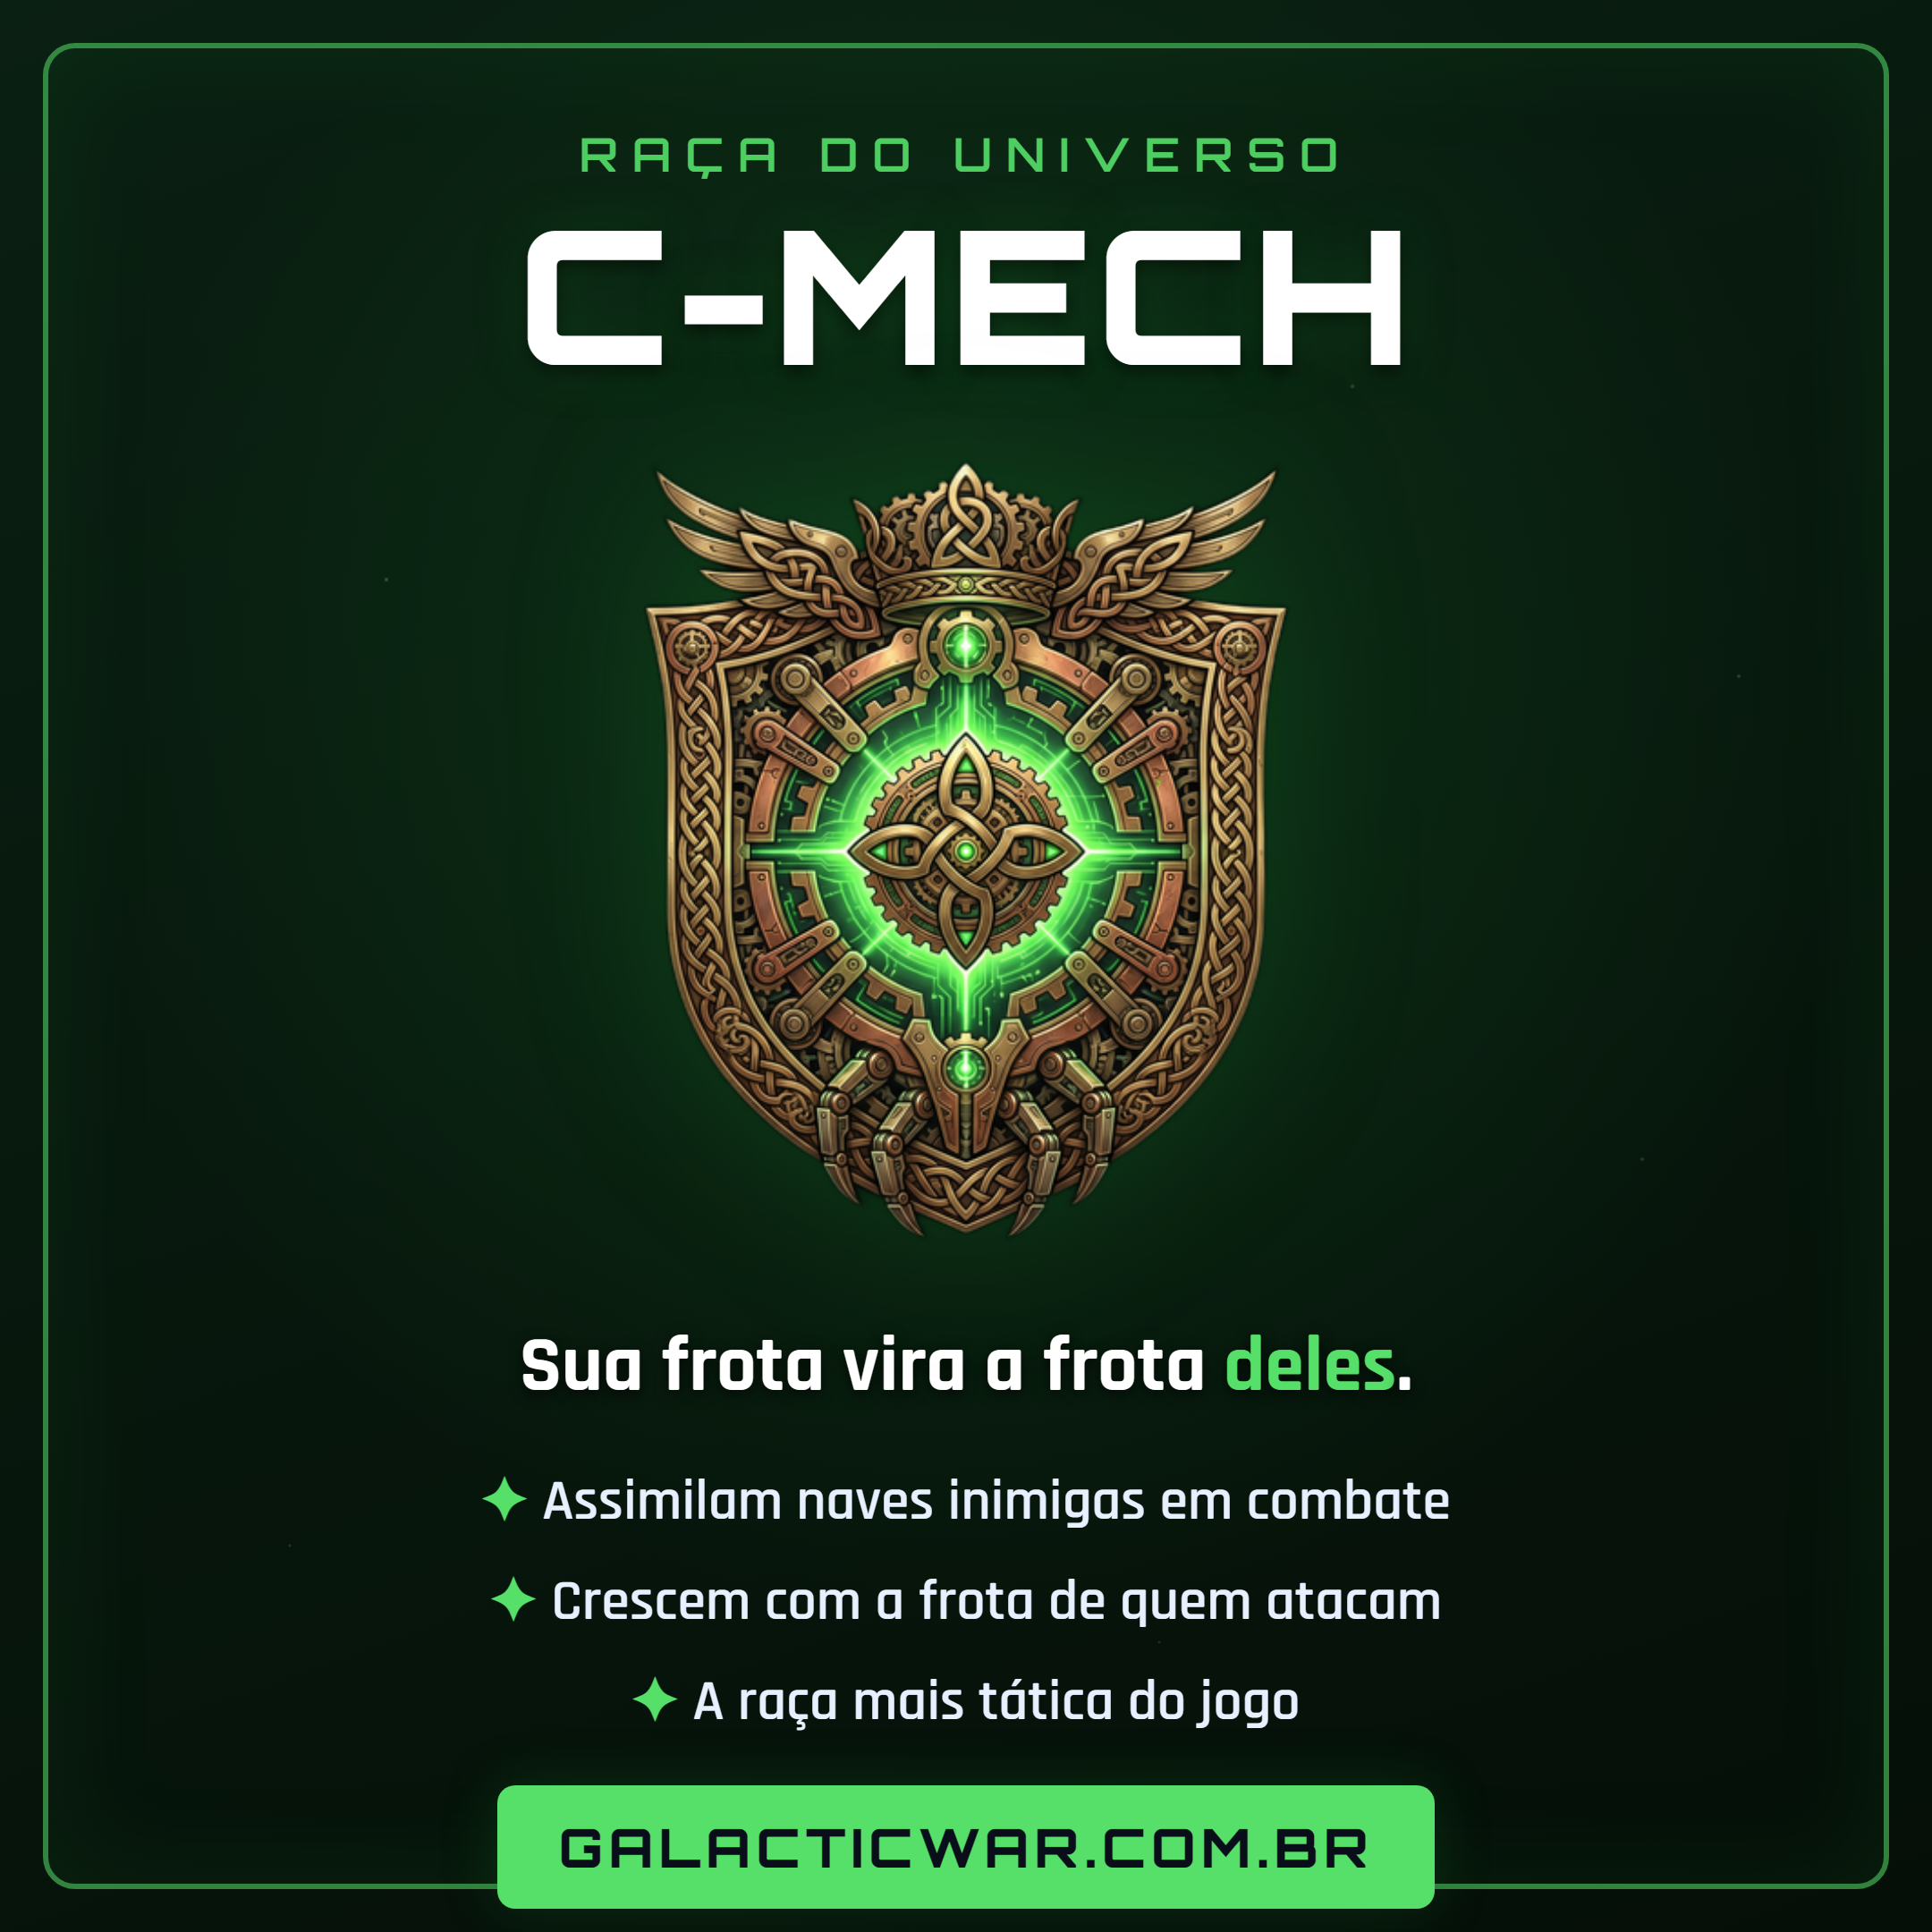 RAÇA DO UNIVERSO
C-MECH
Sua frota vira a frota deles.
Assimilam naves inimigas em combate
Crescem com a frota de quem atacam
A raça mais tática do jogo
GALACTICWAR.COM.BR